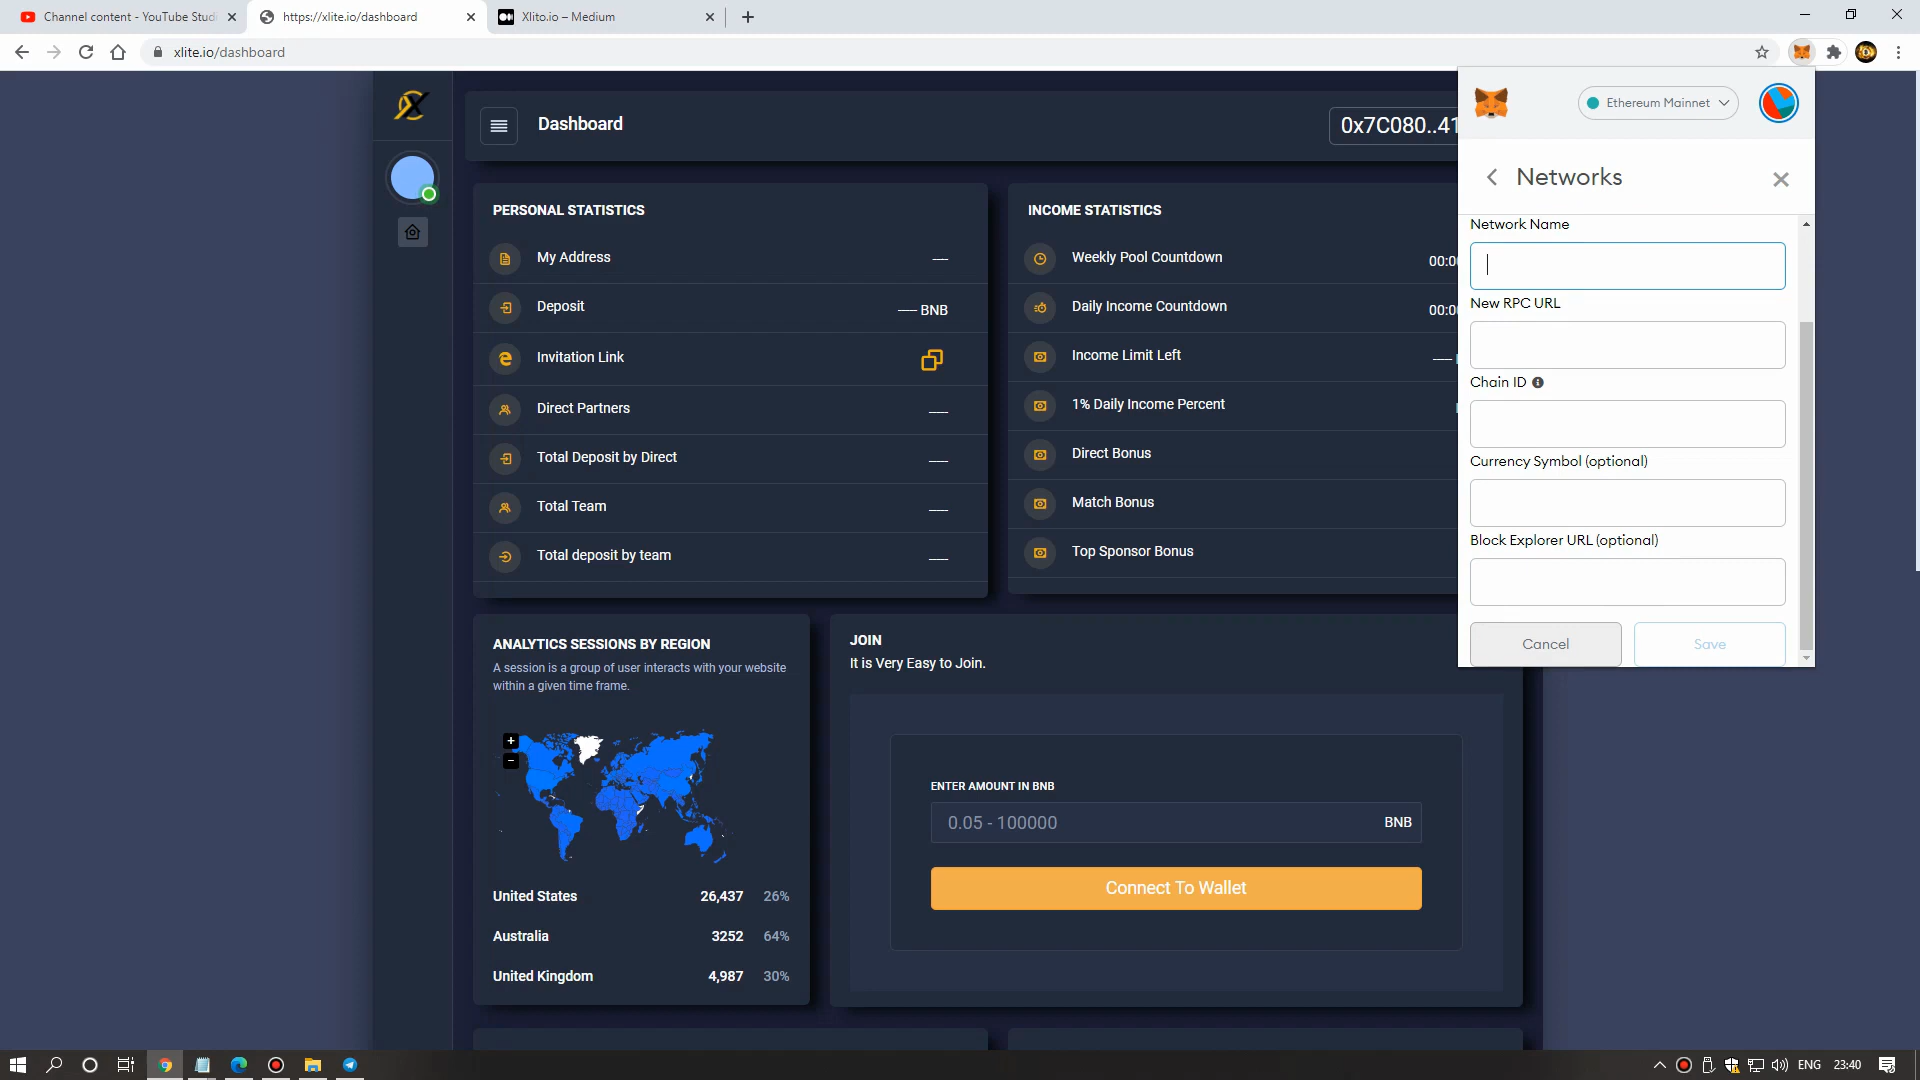 Channel content - YouTube Stud
https://xlite.io/dashboard
Xlito.io – Medium
xlite.io/dashboard
Dashboard
0x7C080..41
PERSONAL STATISTICS
My Address
Deposit
BNB
Invitation Link
Direct Partners
Total Deposit by Direct
Total Team
Total deposit by team
INCOME STATISTICS
Weekly Pool Countdown
00:00
Daily Income Countdown
00:00
Income Limit Left
1% Daily Income Percent
Direct Bonus
Match Bonus
Top Sponsor Bonus
ANALYTICS SESSIONS BY REGION
A session is a group of user interacts with your website
within a given time frame.
+
−
United States 26,437 26%
Australia 3252 64%
United Kingdom 4,987 30%
JOIN
It is Very Easy to Join.
ENTER AMOUNT IN BNB
0.05 - 100000 BNB
Connect To Wallet
Ethereum Mainnet
Networks
Network Name
New RPC URL
Chain ID
Currency Symbol (optional)
Block Explorer URL (optional)
Cancel
Save
ENG 23:40